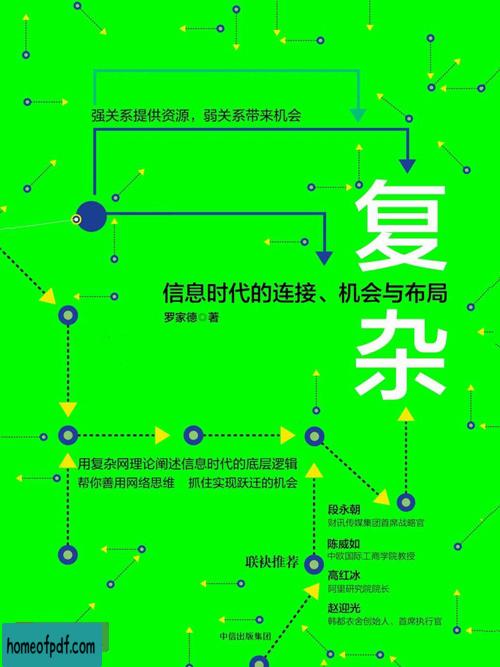 强关系提供资源，弱关系带来机会
复杂
信息时代的连接、机会与布局
罗家德◎著
用复杂网理论阐述信息时代的底层逻辑
帮你善用网络思维 抓住实现跃迁的机会
联袂推荐
段永朝
财讯传媒集团首席战略官
陈威如
中欧国际工商学院教授
高红冰
阿里研究院院长
赵迎光
韩都衣舍创始人、首席执行官
中信出版集团
homeofpdf.com